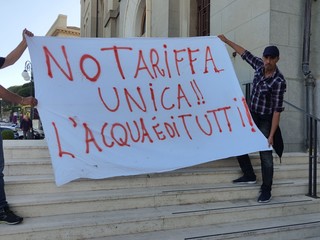 NO TARIFFA
UNICA!!
L'ACQUA È DI TUTTI!!